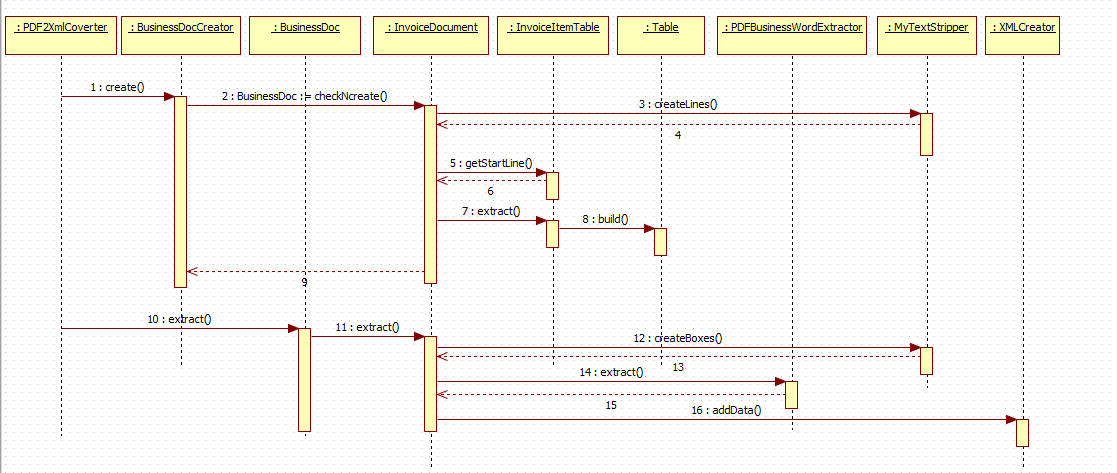 : PDF2XmlCoverter
: BusinessDocCreator
: BusinessDoc
: InvoiceDocument
: InvoiceItemTable
: Table
: PDFBusinessWordExtractor
: MyTextStripper
: XMLCreator
1 : create()
2 : BusinessDoc := checkNcreate()
3 : createLines()
4
5 : getStartLine()
6
7 : extract()
8 : build()
9
10 : extract()
11 : extract()
12 : createBoxes()
13
14 : extract()
15
16 : addData()